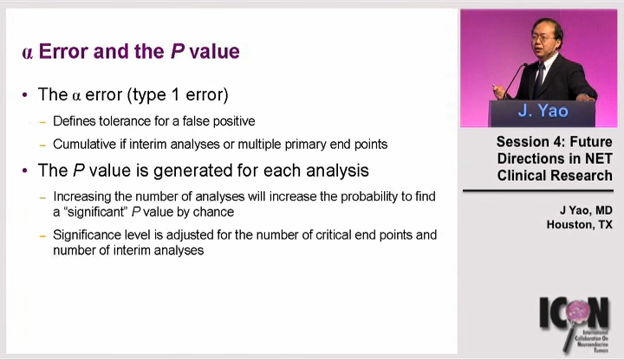 α Error and the P value
• The α error (type 1 error)
– Defines tolerance for a false positive
– Cumulative if interim analyses or multiple primary end points
• The P value is generated for each analysis
– Increasing the number of analyses will increase the probability to find
a “significant” P value by chance
– Significance level is adjusted for the number of critical end points and
number of interim analyses
J. Yao
Session 4: Future
Directions in NET
Clinical Research
J Yao, MD
Houston, TX
ICON
International
Collaboration On
Neuroendocrine
Tumors